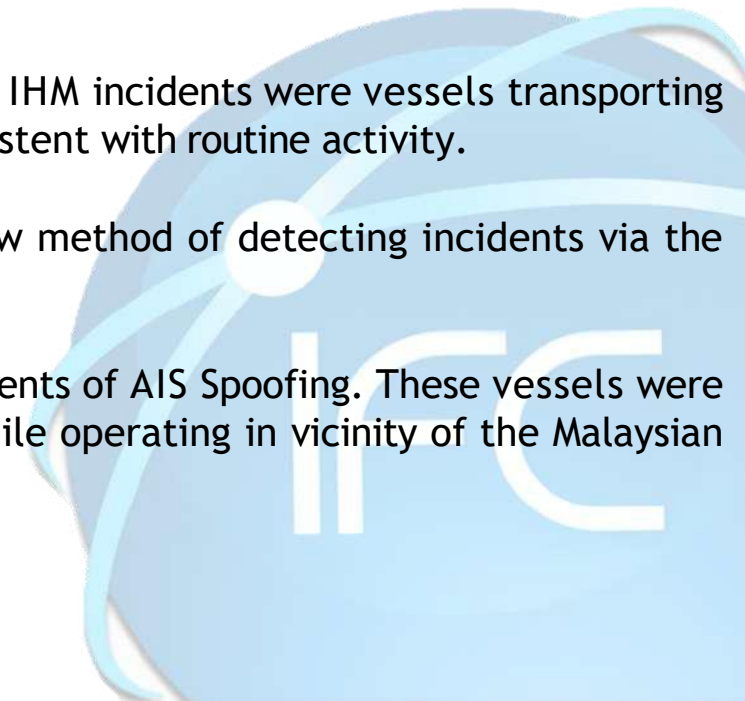 IHM incidents were vessels transporting
stent with routine activity.
w method of detecting incidents via the
ents of AIS Spoofing. These vessels were
ile operating in vicinity of the Malaysian
IFC